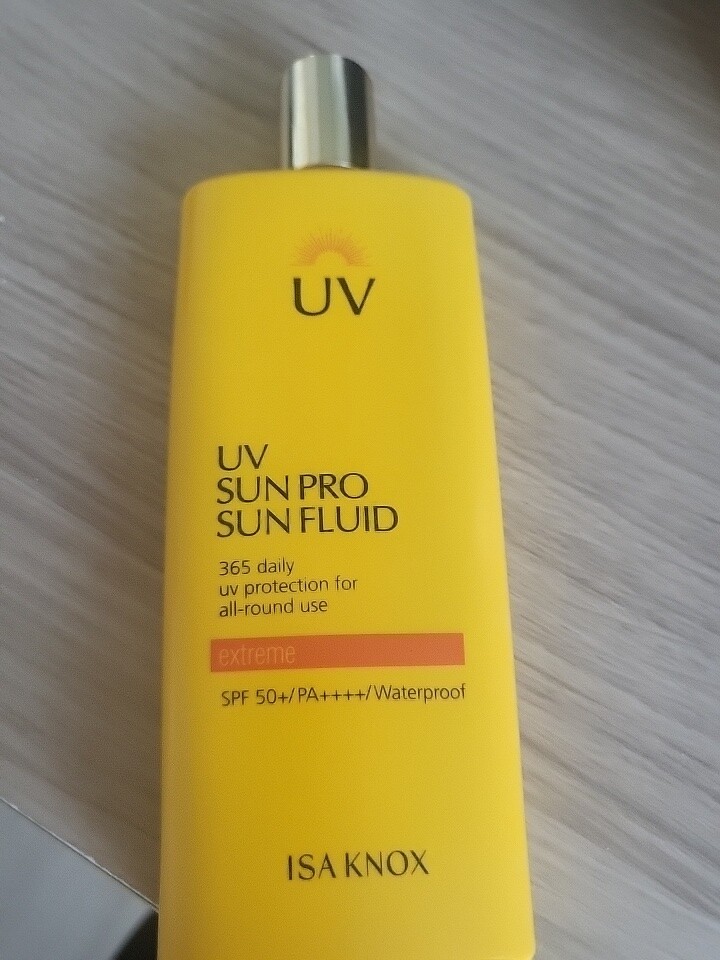 UV
UV
SUN PRO
SUN FLUID
365 daily
uv protection for
all-round use
extreme
SPF 50+/PA++++/Waterproof
ISA KNOX